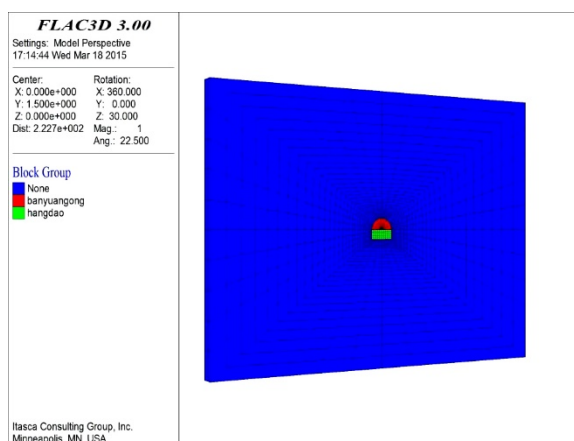 FLAC3D 3.00
Settings: Model Perspective
17:14:44 Wed Mar 18 2015
Center: Rotation:
X: 0.000e+000 X: 360.000
Y: 1.500e+000 Y: 0.000
Z: 0.000e+000 Z: 30.000
Dist: 2.227e+002 Mag.: 1
Ang.: 22.500
Block Group
None
banyuangong
hangdao
Itasca Consulting Group, Inc.
Minneapolis, MN USA